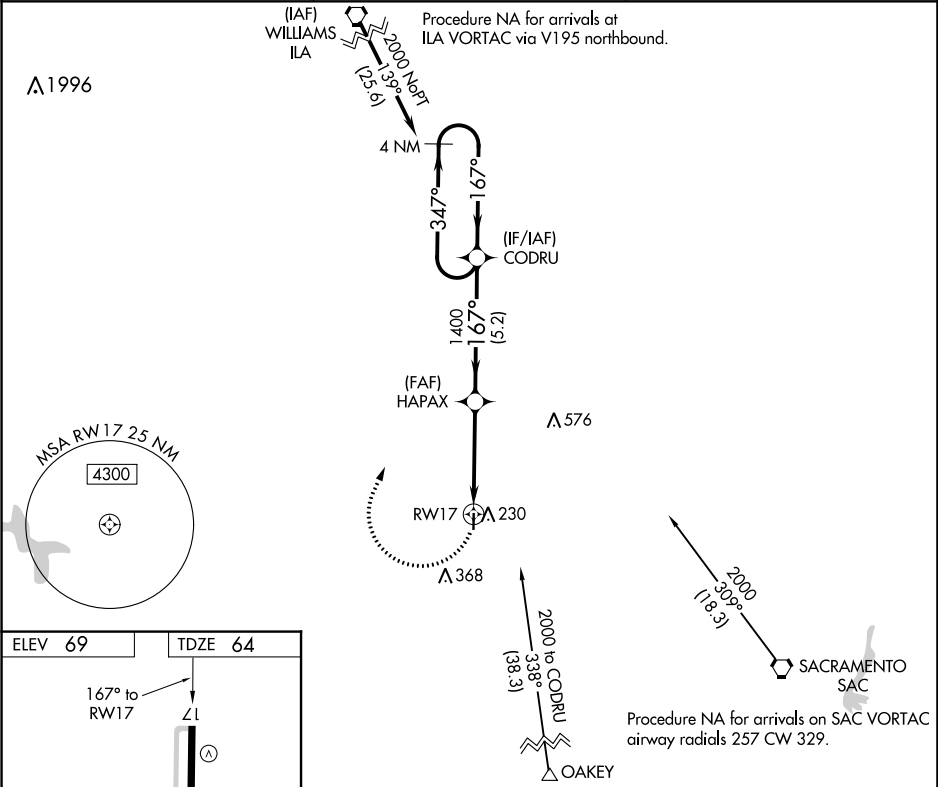 (IAF)
WILLIAMS
ILA
Procedure NA for arrivals at
ILA VORTAC via V195 northbound.
2000 NoPT
139°
(25.6)
1996
4 NM
347°
167°
(IF/IAF)
CODRU
1400
167°
(5.2)
(FAF)
HAPAX
576
MSA RW17 25 NM
4300
RW17
230
368
2000
309°
(18.3)
2000 to CODRU
338°
(38.3)
SACRAMENTO
SAC
Procedure NA for arrivals on SAC VORTAC
airway radials 257 CW 329.
OAKEY
ELEV 69
TDZE 64
167° to
RW17
17
V